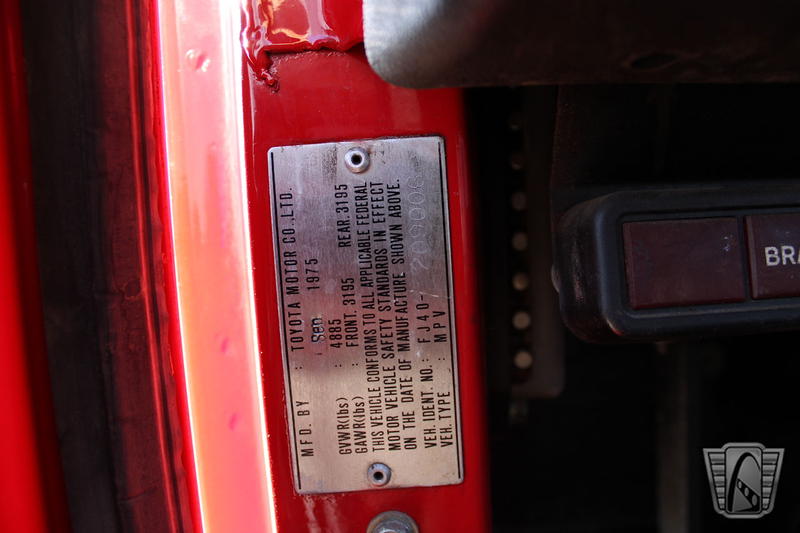 MFD. BY : TOYOTA MOTOR CO., LTD.
Sep. 1975
GVWR(lbs) : 4885
GAWR(lbs) : FRONT. 3195 REAR. 3195
THIS VEHICLE CONFORMS TO ALL APPLICABLE FEDERAL
MOTOR VEHICLE SAFETY STANDARDS IN EFFECT
ON THE DATE OF MANUFACTURE SHOWN ABOVE.
VEH. IDENT. NO. : FJ40-
VEH. TYPE : MPV
BRA